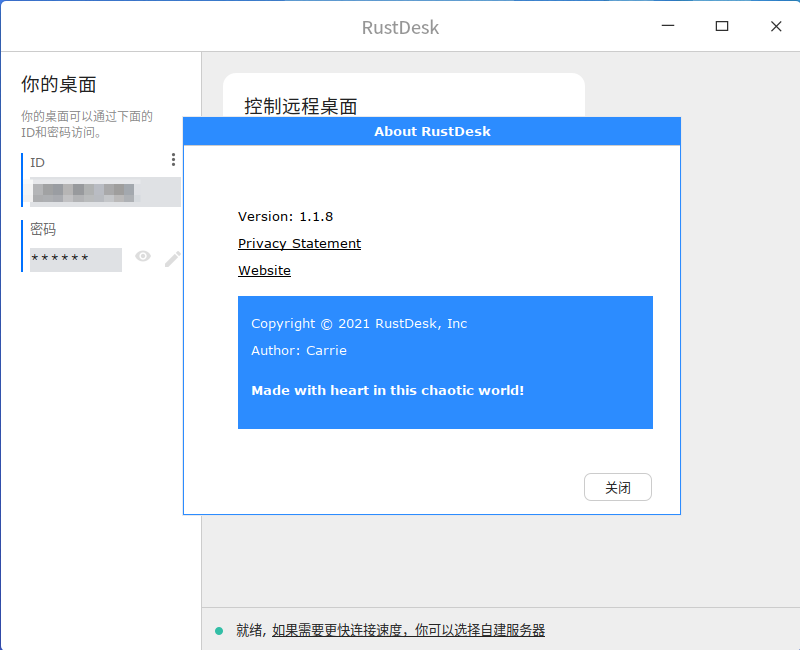 RustDesk
你的桌面
你的桌面可以通过下面的
ID和密码访问。
ID
密码
******
控制远程桌面
About RustDesk
Version: 1.1.8
Privacy Statement
Website
Copyright © 2021 RustDesk, Inc
Author: Carrie
Made with heart in this chaotic world!
关闭
就绪, 如果需要更快连接速度，你可以选择自建服务器